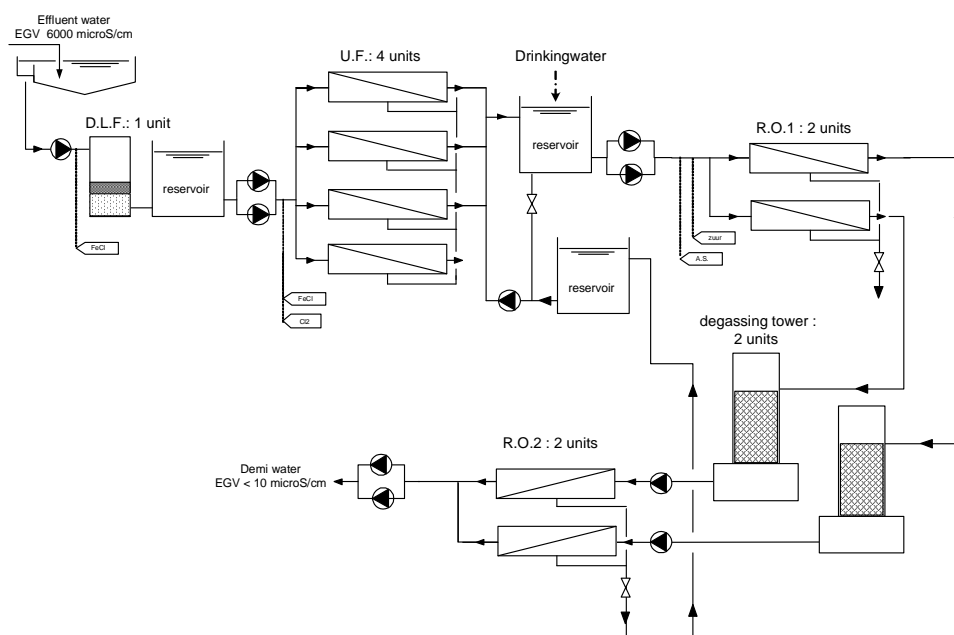 Effluent water
EGV  6000 microS/cm
D.L.F.: 1 unit
reservoir
FeCl
U.F.: 4 units
FeCl
Cl2
Drinkingwater
reservoir
reservoir
R.O.1 : 2 units
zuur
A.S.
degassing tower :
2 units
R.O.2 : 2 units
Demi water
EGV < 10 microS/cm